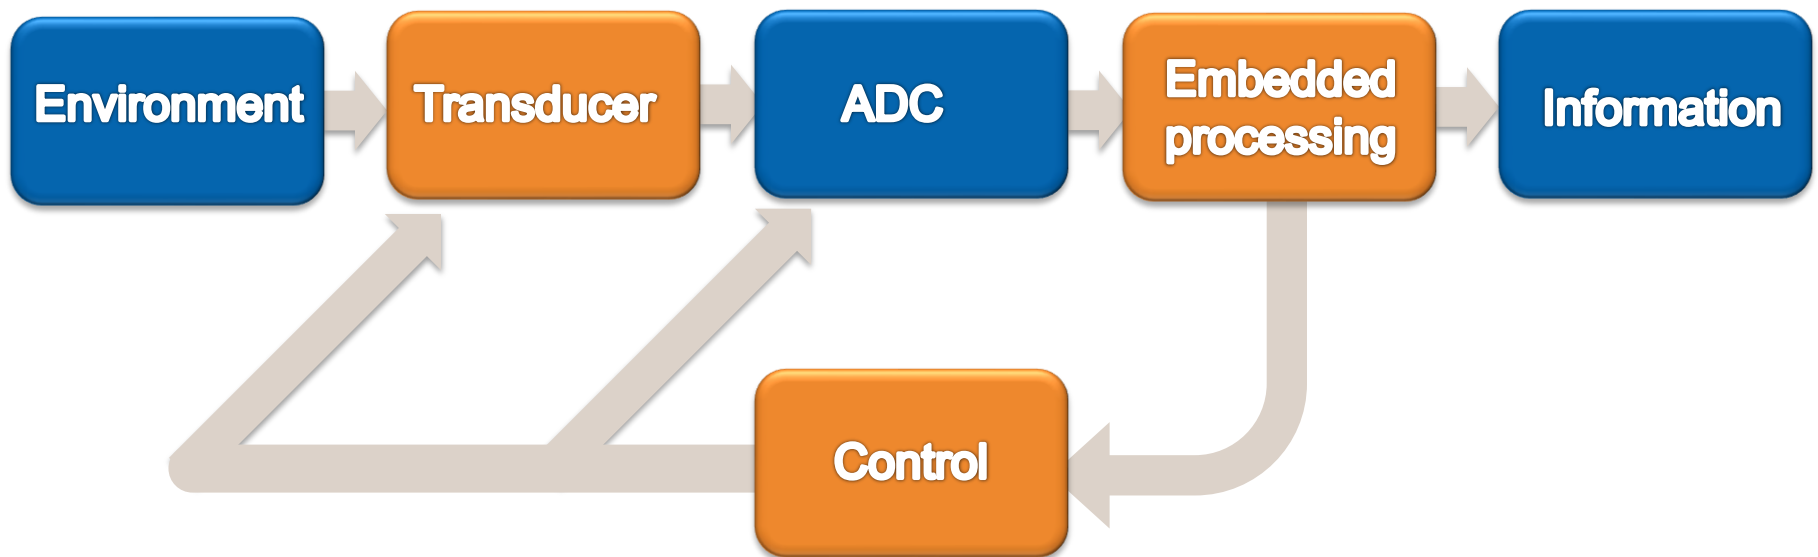 Environment
Transducer
ADC
Embedded
processing
Information
Control